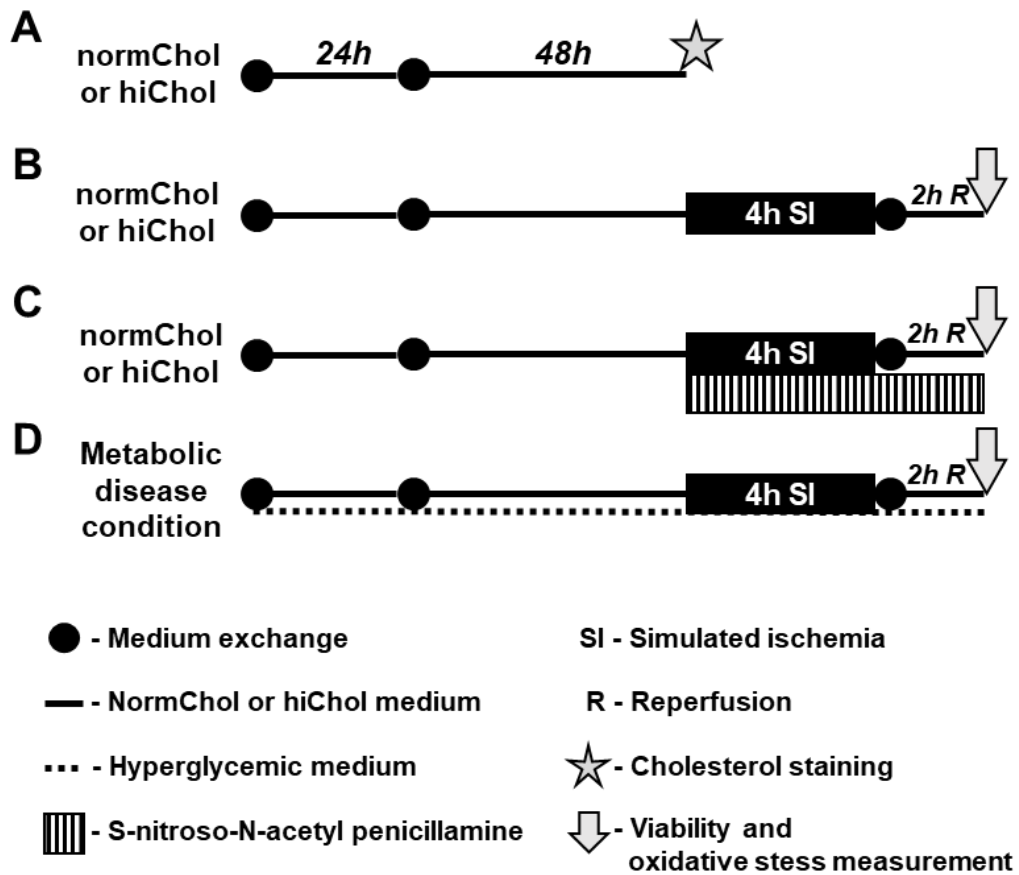 A
normChol
or hiChol
24h
48h
B
normChol
or hiChol
4h SI
2h R
C
normChol
or hiChol
4h SI
2h R
D
Metabolic
disease
condition
4h SI
2h R
- Medium exchange
SI - Simulated ischemia
- NormChol or hiChol medium
R - Reperfusion
- Hyperglycemic medium
- Cholesterol staining
- S-nitroso-N-acetyl penicillamine
- Viability and
oxidative stess measurement